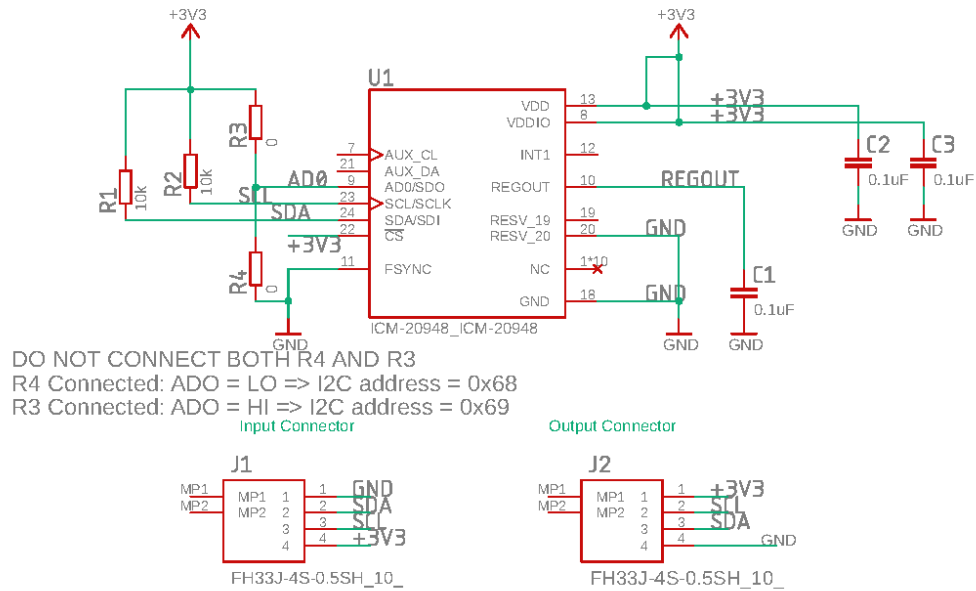 +3V3
+3V3
U1
R3
0
R1
10k
R2
10k
AD0
SCL
SDA
+3V3
R4
0
GND
7 AUX_CL
21 AUX_DA
9 AD0/SDO
23 SCL/SCLK
24 SDA/SDI
22 CS
11 FSYNC
VDD 13 +3V3
VDDIO 8 +3V3
INT1 12
REGOUT 10 REGOUT
RESV_19 19
RESV_20 20 GND
NC 1*10
GND 18 GND
ICM-20948_ICM-20948
C2
0.1uF
GND
C3
0.1uF
GND
C1
0.1uF
GND
GND
DO NOT CONNECT BOTH R4 AND R3
R4 Connected: ADO = LO => I2C address = 0x68
R3 Connected: ADO = HI => I2C address = 0x69
Input Connector
J1
MP1 MP1 1 1 GND
MP2 MP2 2 2 SDA
3 3 SCL
4 4 +3V3
FH33J-4S-0.5SH_10_
Output Connector
J2
MP1 MP1 1 1 +3V3
MP2 MP2 2 2 SCL
3 3 SDA
4 4 GND
FH33J-4S-0.5SH_10_